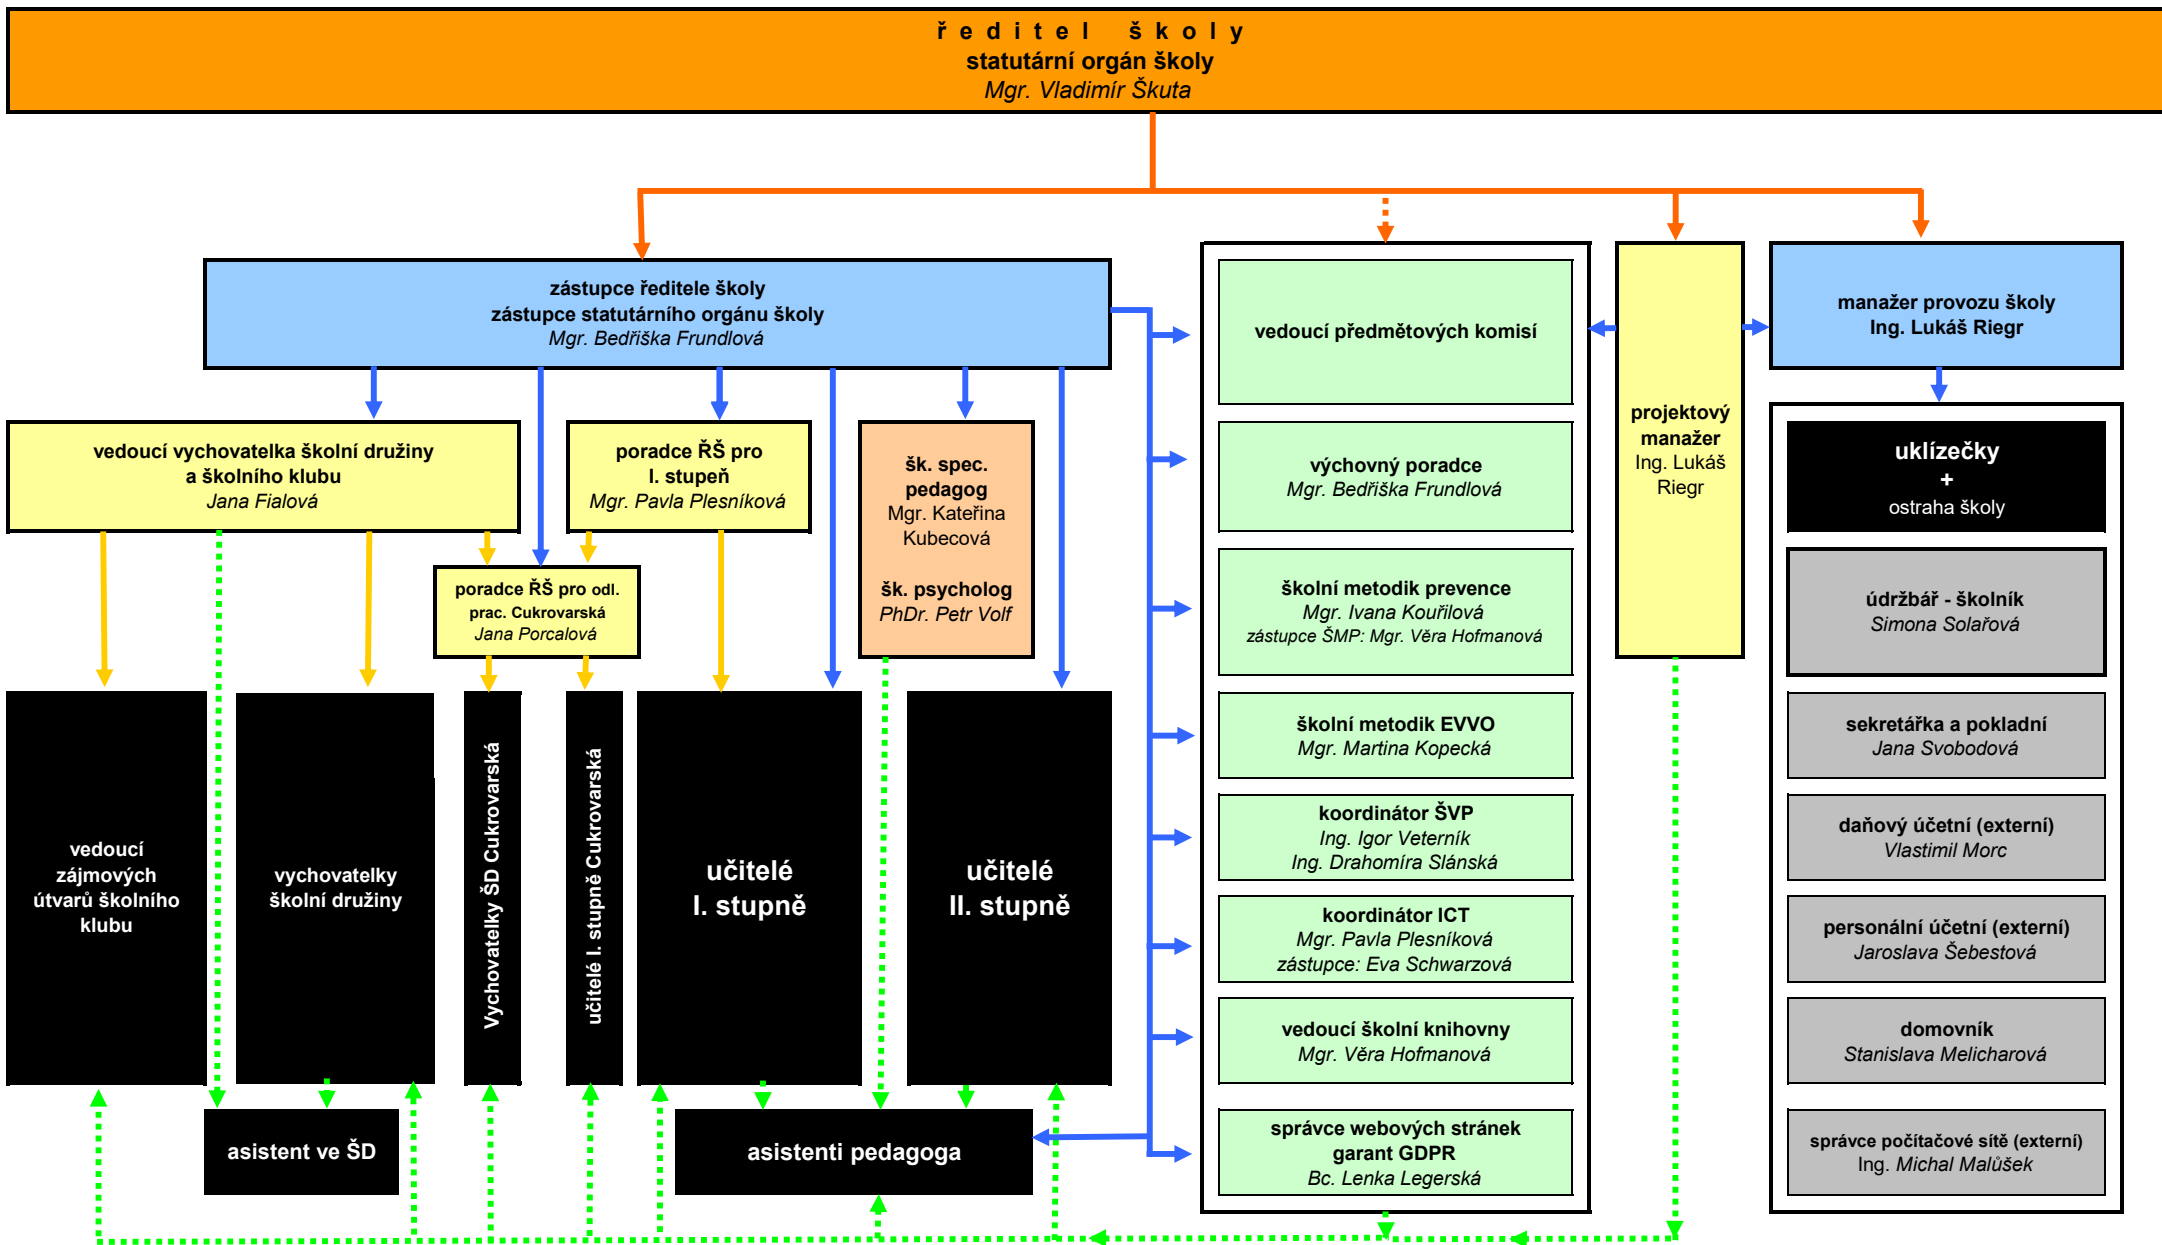 ředitel školy
statutární orgán školy
Mgr. Vladimír Škuta
zástupce ředitele školy
zástupce statutárního orgánu školy
Mgr. Bedřiška Frundlová
vedoucí předmětových komisí
projektový
manažer
Ing. Lukáš
Riegr
manažer provozu školy
Ing. Lukáš Riegr
vedoucí vychovatelka školní družiny
a školního klubu
Jana Fialová
poradce ŘŠ pro
I. stupeň
Mgr. Pavla Plesníková
šk. spec.
pedagog
Mgr. Kateřina
Kubecová
šk. psycholog
PhDr. Petr Volf
poradce ŘŠ pro odl.
prac. Cukrovarská
Jana Porcalová
výchovný poradce
Mgr. Bedřiška Frundlová
školní metodik prevence
Mgr. Ivana Kouřilová
zástupce ŠMP: Mgr. Věra Hofmanová
školní metodik EVVO
Mgr. Martina Kopecká
koordinátor ŠVP
Ing. Igor Veterník
Ing. Drahomíra Slánská
koordinátor ICT
Mgr. Pavla Plesníková
zástupce: Eva Schwarzová
vedoucí školní knihovny
Mgr. Věra Hofmanová
správce webových stránek
garant GDPR
Bc. Lenka Legerská
uklízečky
+
ostraha školy
údržbář - školník
Simona Solařová
sekretářka a pokladní
Jana Svobodová
daňový účetní (externí)
Vlastimil Morc
personální účetní (externí)
Jaroslava Šebestová
domovník
Stanislava Melicharová
správce počítačové sítě (externí)
Ing. Michal Malůšek
vedoucí
zájmových
útvarů školního
klubu
vychovatelky
školní družiny
Vychovatelky ŠD Cukrovarská
učitelé I. stupně Cukrovarská
učitelé
I. stupně
učitelé
II. stupně
asistent ve ŠD
asistenti pedagoga